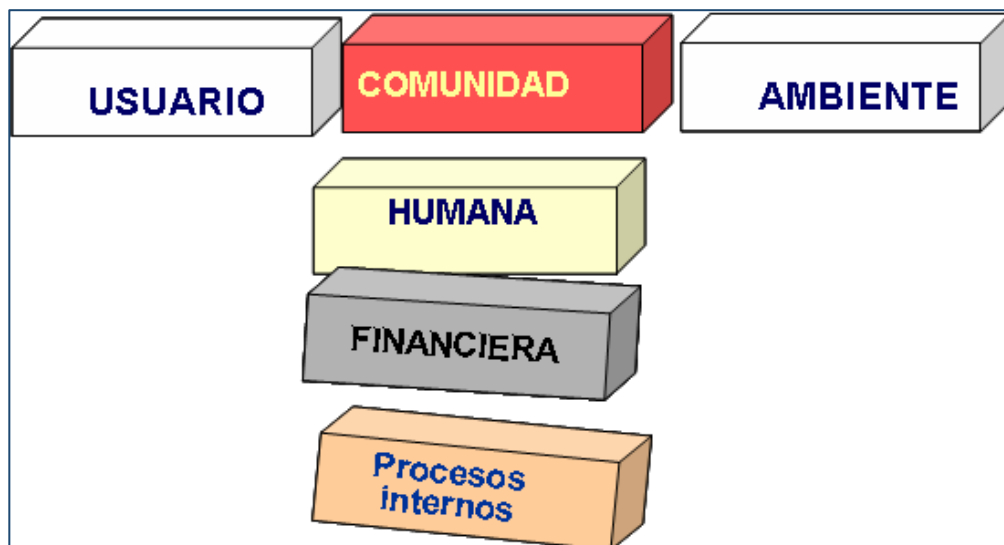 USUARIO
COMUNIDAD
AMBIENTE
HUMANA
FINANCIERA
Procesos
internos